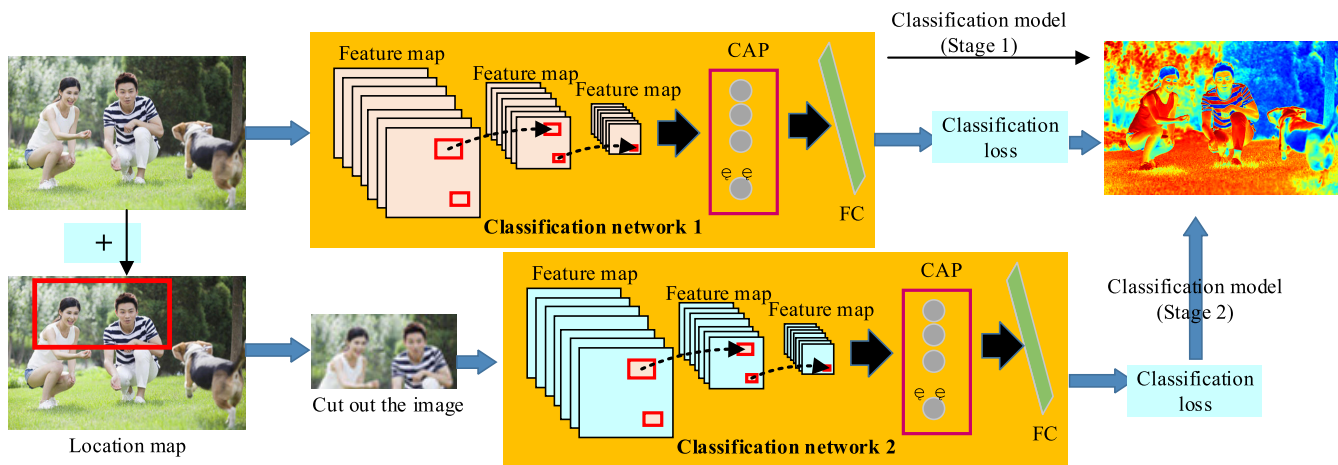 Classification model
(Stage 1)
Feature map
Feature map
Feature map
CAP
FC
Classification network 1
Classification
loss
+
Location map
Cut out the image
Feature map
Feature map
Feature map
CAP
FC
Classification network 2
Classification model
(Stage 2)
Classification
loss